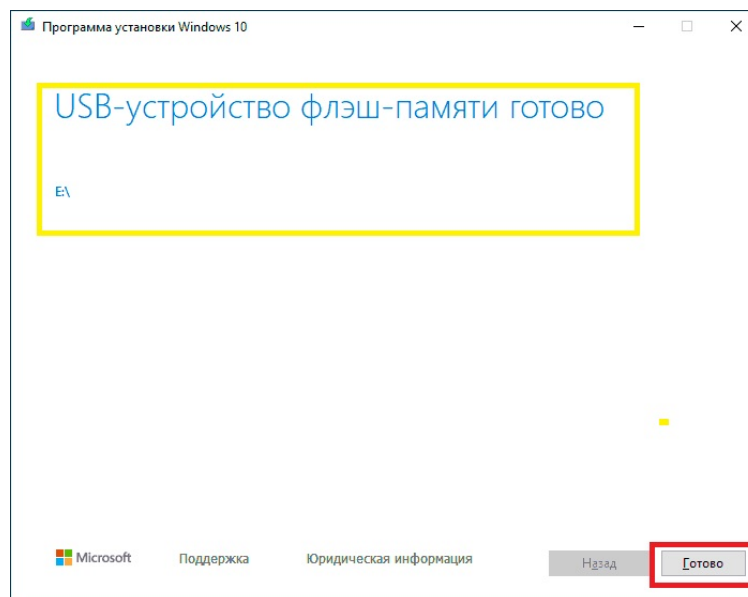 Программа установки Windows 10
USB-устройство флэш-памяти готово
E:\
Microsoft
Поддержка
Юридическая информация
Назад
Готово